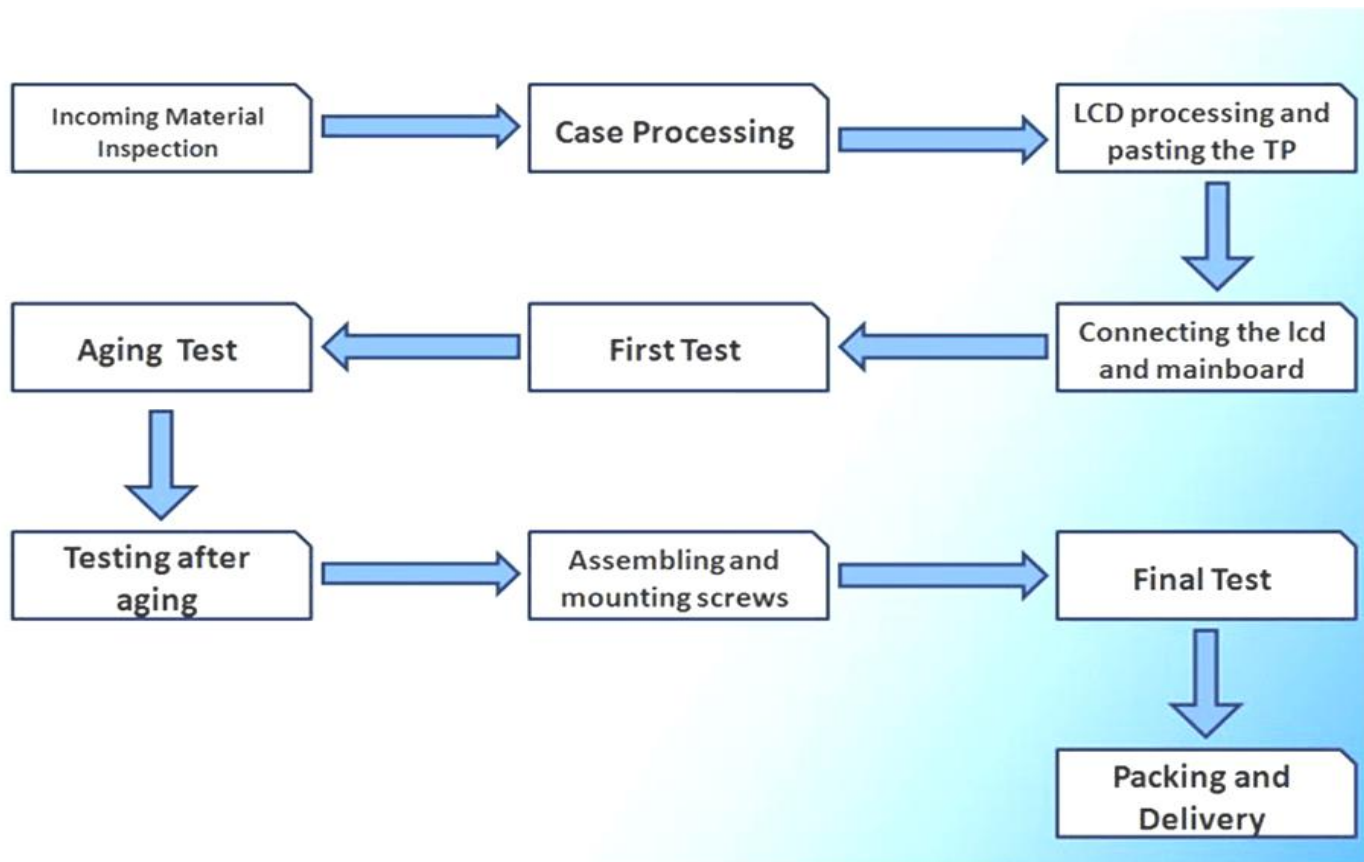 Incoming Material
Inspection
Case Processing
LCD processing and
pasting the TP
Connecting the lcd
and mainboard
First Test
Aging Test
Testing after
aging
Assembling and
mounting screws
Final Test
Packing and
Delivery